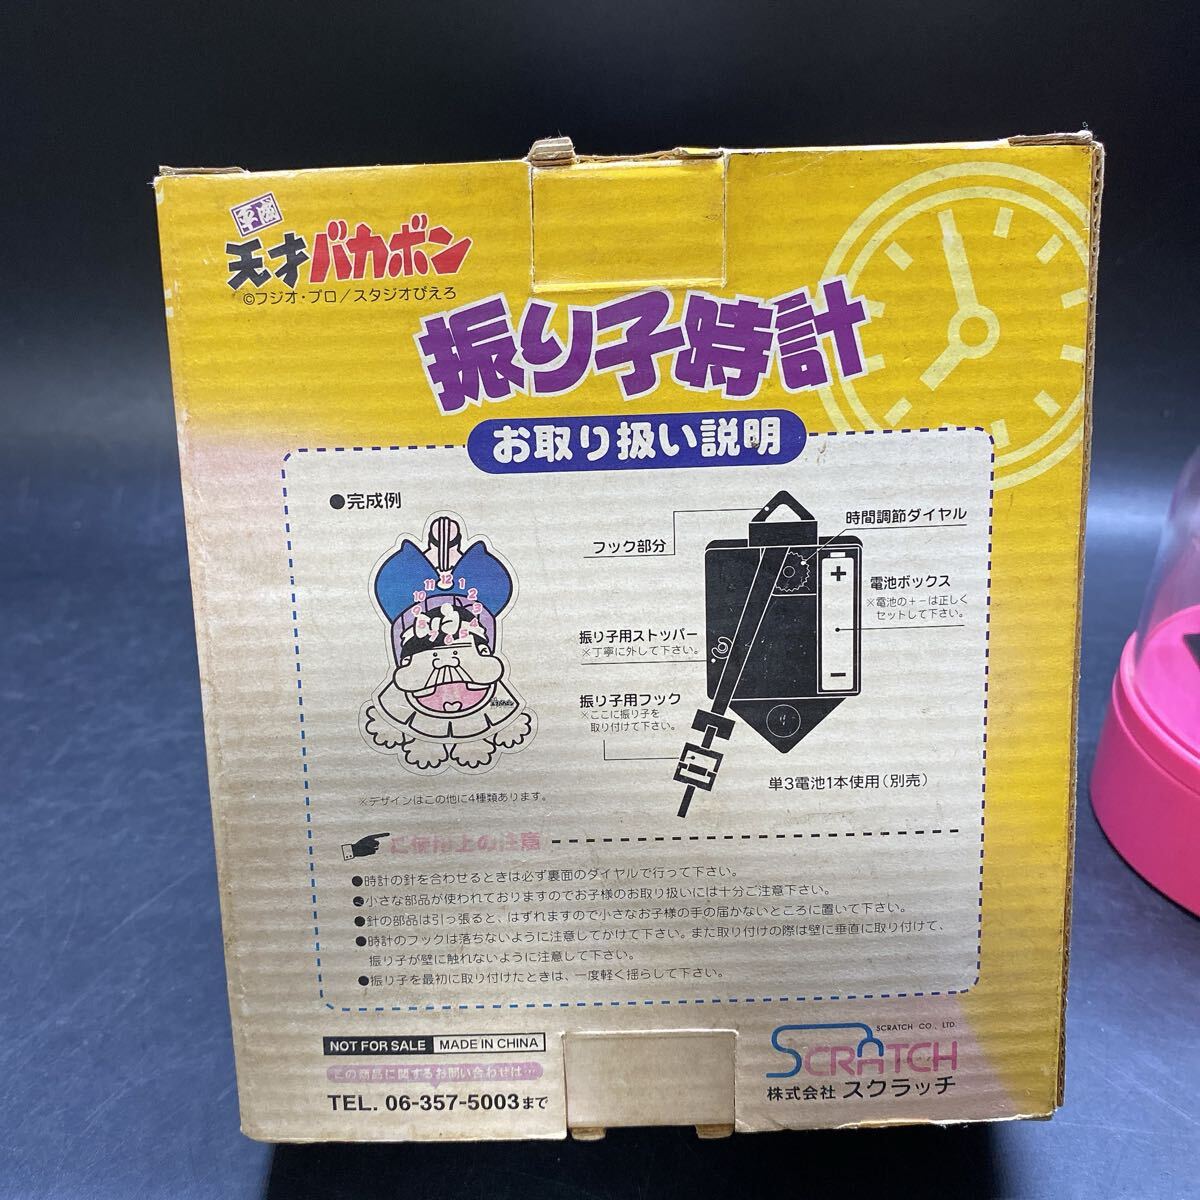 平成
天才バカボン
©フジオ・プロ/スタジオぴえろ
振り子時計
お取り扱い説明
●完成例
12
1
2
3
4
5
6
7
8
9
10
11
※デザインはこの他に4種類あります。
フック部分
時間調節ダイヤル
電池ボックス
※電池の+-は正しく
セットして下さい。
振り子用ストッパー
※丁寧に外して下さい。
振り子用フック
※ここに振り子を
取り付けて下さい。
+
-
単3電池1本使用(別売)
ご使用上の注意
●時計の針を合わせるときは必ず裏面のダイヤルで行って下さい。
●小さな部品が使われておりますのでお子様のお取り扱いには十分ご注意下さい。
●針の部品は引っ張ると、はずれますので小さなお子様の手の届かないところに置いて下さい。
●時計のフックは落ちないように注意してかけて下さい。また取り付けの際は壁に垂直に取り付けて、
振り子が壁に触れないように注意して下さい。
●振り子を最初に取り付けたときは、一度軽く揺らして下さい。
NOT FOR SALE MADE IN CHINA
この商品に関するお問い合わせは…
TEL. 06-357-5003まで
SCRATCH CO., LTD.
SCRATCH
株式会社 スクラッチ